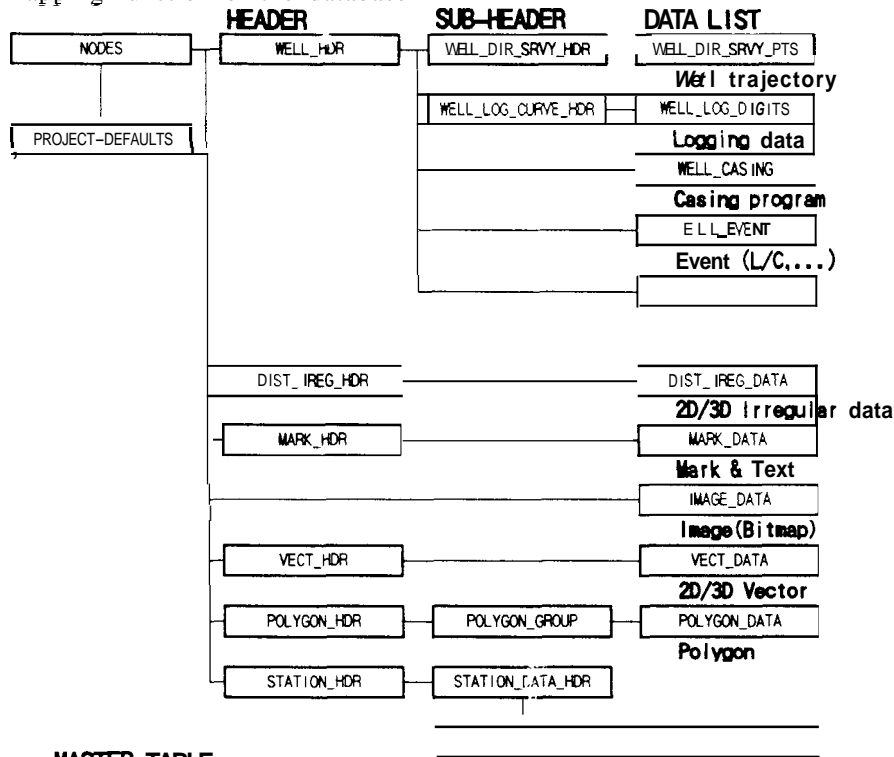 HEADER SUB-HEADER DATA LIST
NODES WELL_HDR WELL_DIR_SRVY_HDR WELL_DIR_SRVY_PTS
Well trajectory
WELL_LOG_CURVE_HDR WELL_LOG_DIGITS
PROJECT-DEFAULTS
Logging data
WELL_CASING
Casing program
ELL_EVENT
Event (L/C,...)
DIST_IREG_HDR DIST_IREG_DATA
2D/3D Irregular data
MARK_HDR MARK_DATA
Mark & Text
IMAGE_DATA
Image(Bitmap)
VECT_HDR VECT_DATA
2D/3D Vector
POLYGON_HDR POLYGON_GROUP POLYGON_DATA
Polygon
STATION_HDR STATION_DATA_HDR
MASTER TABLE